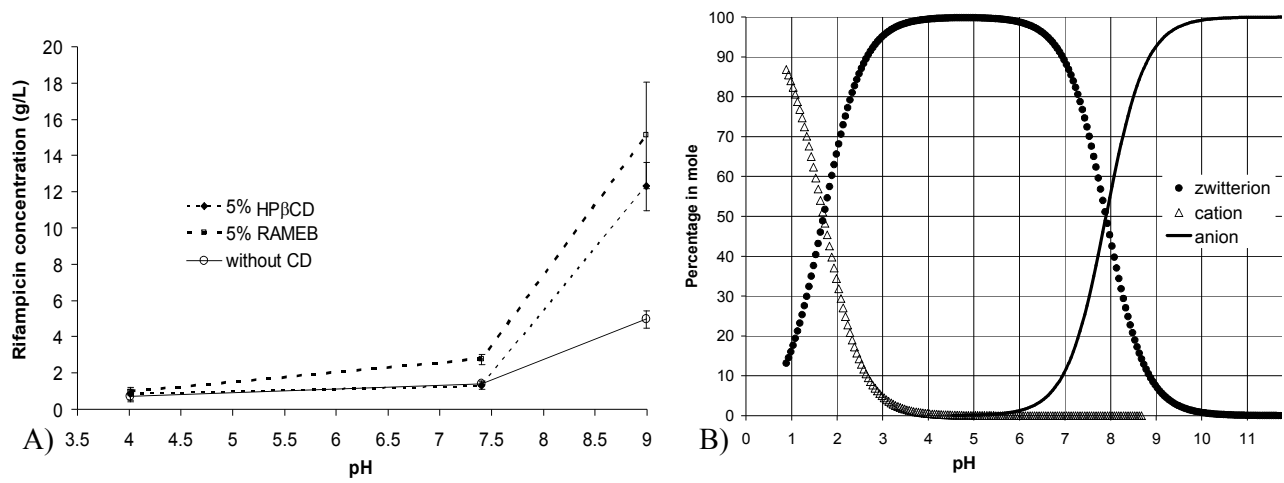 Rifampicin concentration (g/L)
20
18
16
14
12
10
8
6
4
2
0
5% HPβCD
5% RAMEB
without CD
3.5 4 4.5 5 5.5 6 6.5 7 7.5 8 8.5 9
pH
A)
Percentage in mole
100
90
80
70
60
50
40
30
20
10
0
zwitterion
cation
anion
0 1 2 3 4 5 6 7 8 9 10 11
pH
B)